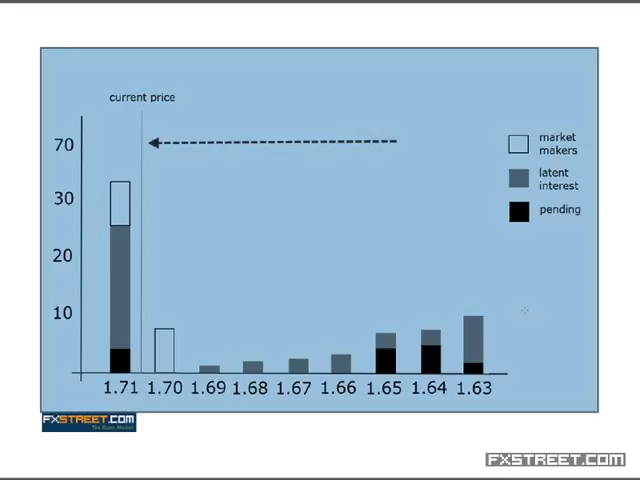 current price
70
30
20
10
market
makers
latent
interest
pending
1.71 1.70 1.69 1.68 1.67 1.66 1.65 1.64 1.63
FXSTREET.COM
FXSTREET.COM